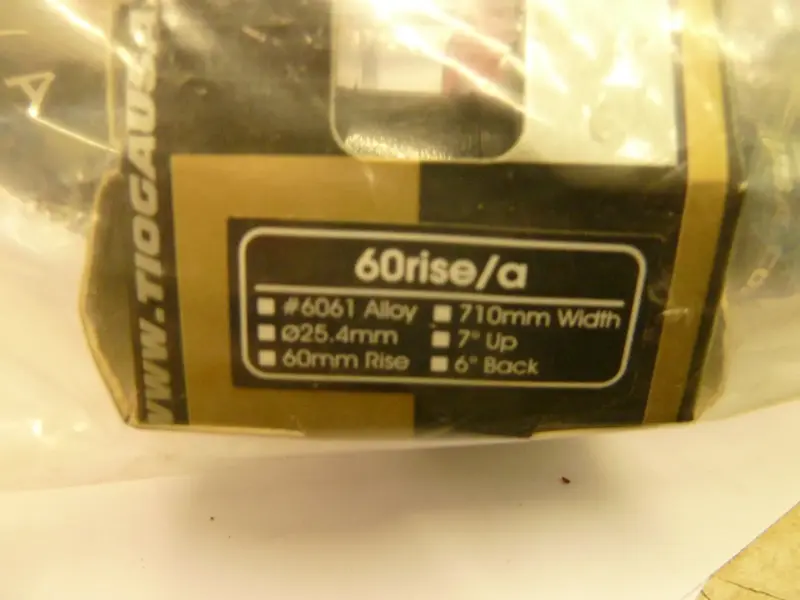 WWW.TIOGAUSA.
60rise/a
#6061 Alloy
710mm Width
Ø25.4mm
7° Up
60mm Rise
6° Back